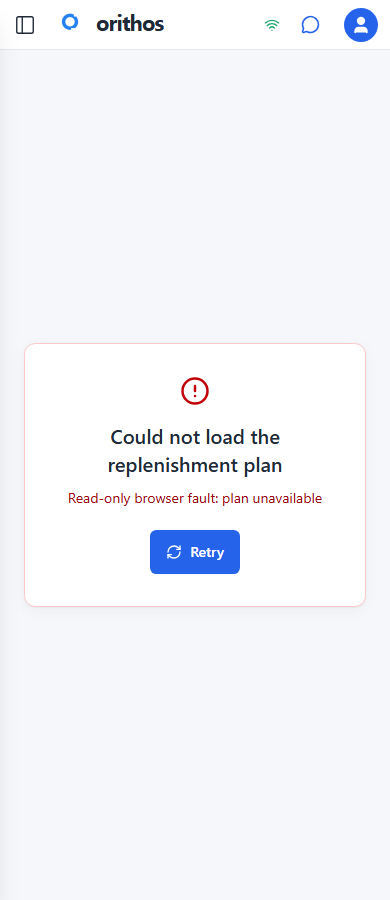 orithos
Could not load the
replenishment plan
Read-only browser fault: plan unavailable
Retry